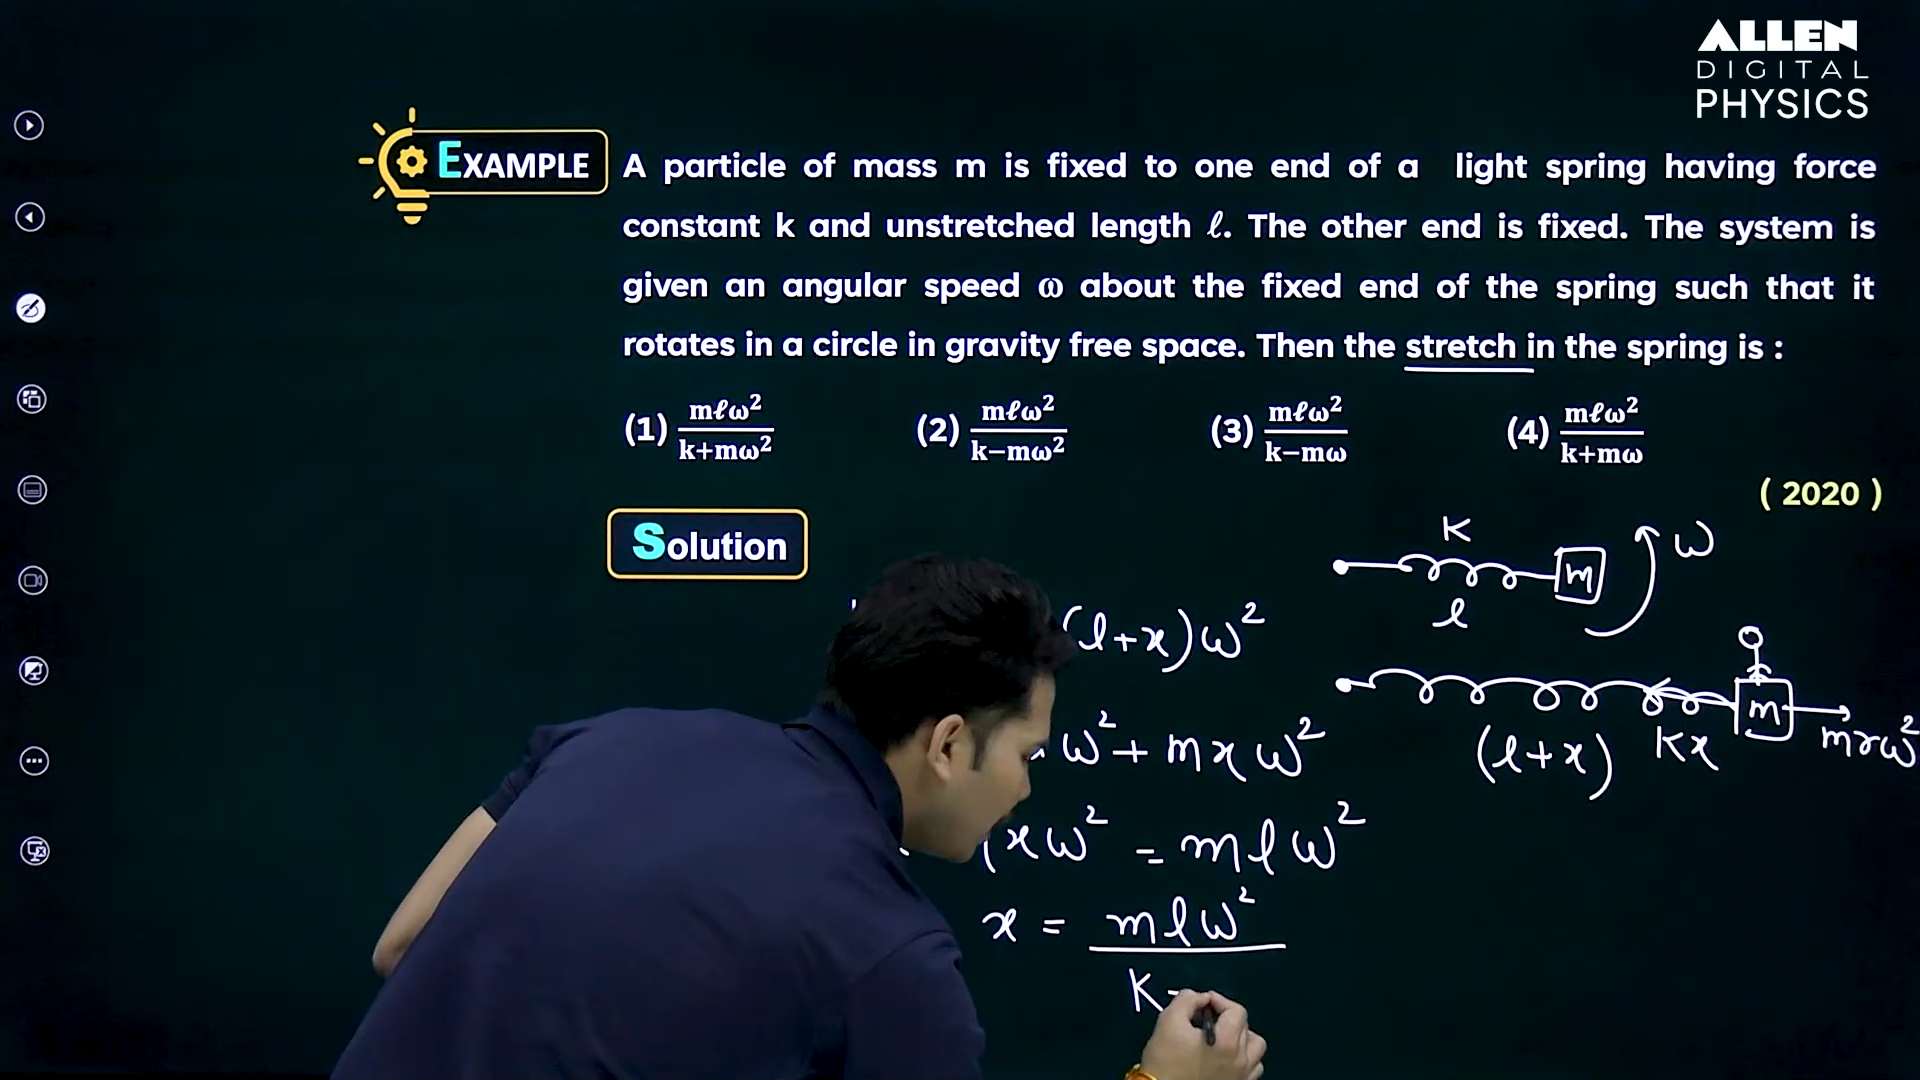 ALLEN
DIGITAL
PHYSICS
EXAMPLE
A particle of mass m is fixed to one end of a light spring having force
constant k and unstretched length ℓ. The other end is fixed. The system is
given an angular speed ω about the fixed end of the spring such that it
rotates in a circle in gravity free space. Then the stretch in the spring is :
(1) mℓω²/k+mω² (2) mℓω²/k−mω² (3) mℓω²/k−mω (4) mℓω²/k+mω
( 2020 )
Solution
K
m
ω
l
(l+x)ω²
m
mrω²
(l+x) Kx
ω²+ mxω²
xω² = mlω²
x = mlω²
K-